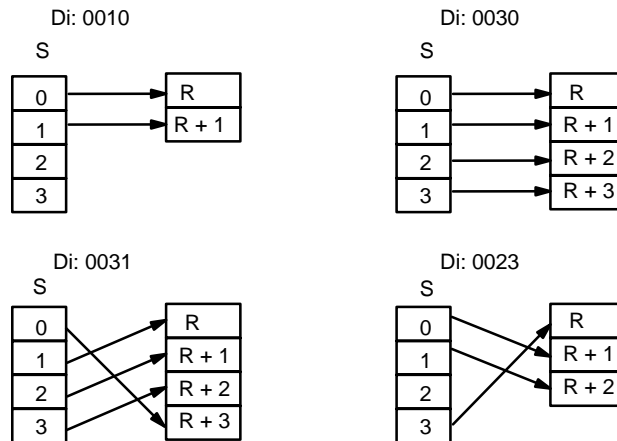 Di: 0010
S
0
1
2
3
R
R + 1
Di: 0030
S
0
1
2
3
R
R + 1
R + 2
R + 3
Di: 0031
S
0
1
2
3
R
R + 1
R + 2
R + 3
Di: 0023
S
0
1
2
3
R
R + 1
R + 2